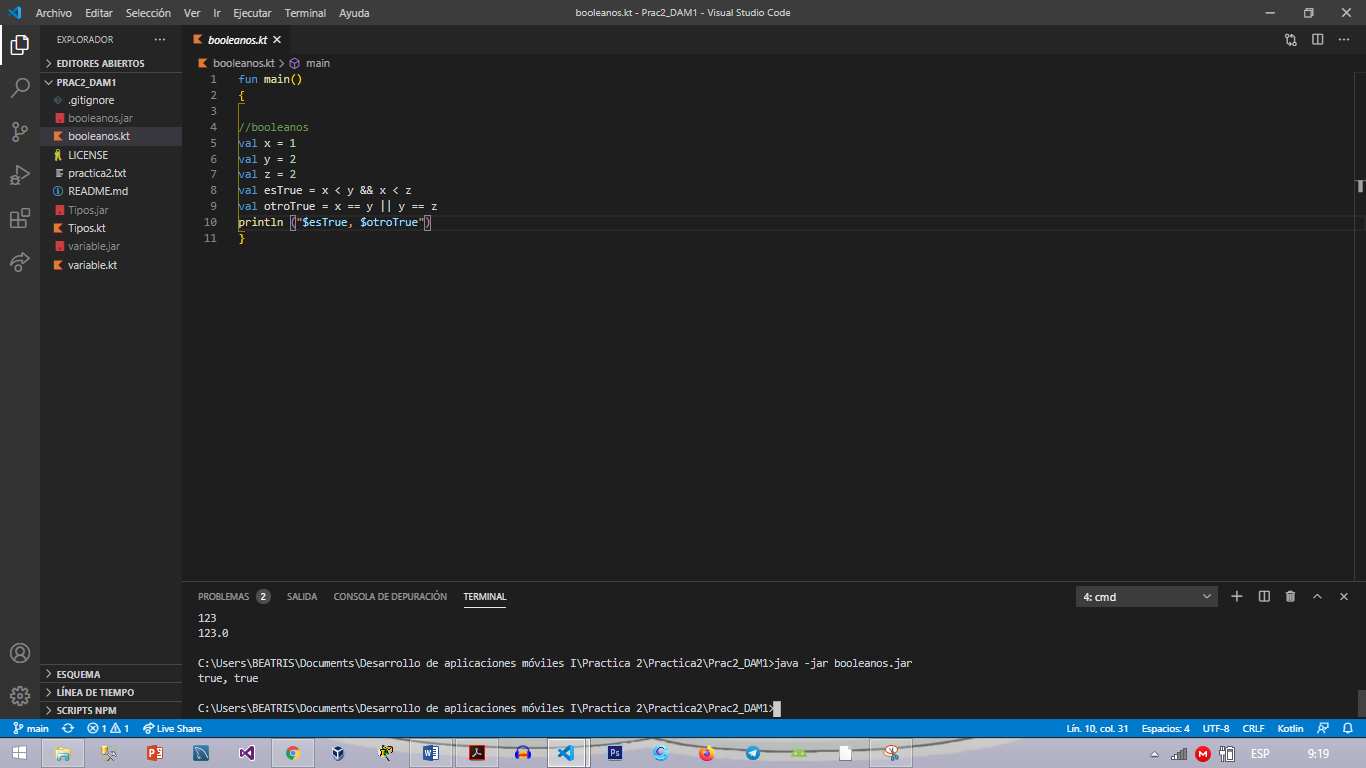 Archivo Editar Selección Ver Ir Ejecutar Terminal Ayuda
booleanos.kt - Prac2_DAM1 - Visual Studio Code
EXPLORADOR
EDITORES ABIERTOS
PRAC2_DAM1
.gitignore
booleanos.jar
booleanos.kt
LICENSE
practica2.txt
README.md
Tipos.jar
Tipos.kt
variable.jar
variable.kt
ESQUEMA
LÍNEA DE TIEMPO
SCRIPTS NPM
booleanos.kt
booleanos.kt > main
1 fun main()
2 {
3
4 //booleanos
5 val x = 1
6 val y = 2
7 val z = 2
8 val esTrue = x < y && x < z
9 val otroTrue = x == y || y == z
10 println ("$esTrue, $otroTrue")
11 }
PROBLEMAS 2 SALIDA CONSOLA DE DEPURACIÓN TERMINAL
4: cmd
123
123.0
C:\Users\BEATRIS\Documents\Desarrollo de aplicaciones móviles I\Practica 2\Practica2\Prac2_DAM1>java -jar booleanos.jar
true, true
C:\Users\BEATRIS\Documents\Desarrollo de aplicaciones móviles I\Practica 2\Practica2\Prac2_DAM1>
main 1 1 Live Share
Lín. 10, col. 31 Espacios: 4 UTF-8 CRLF Kotlin
ESP 9:19